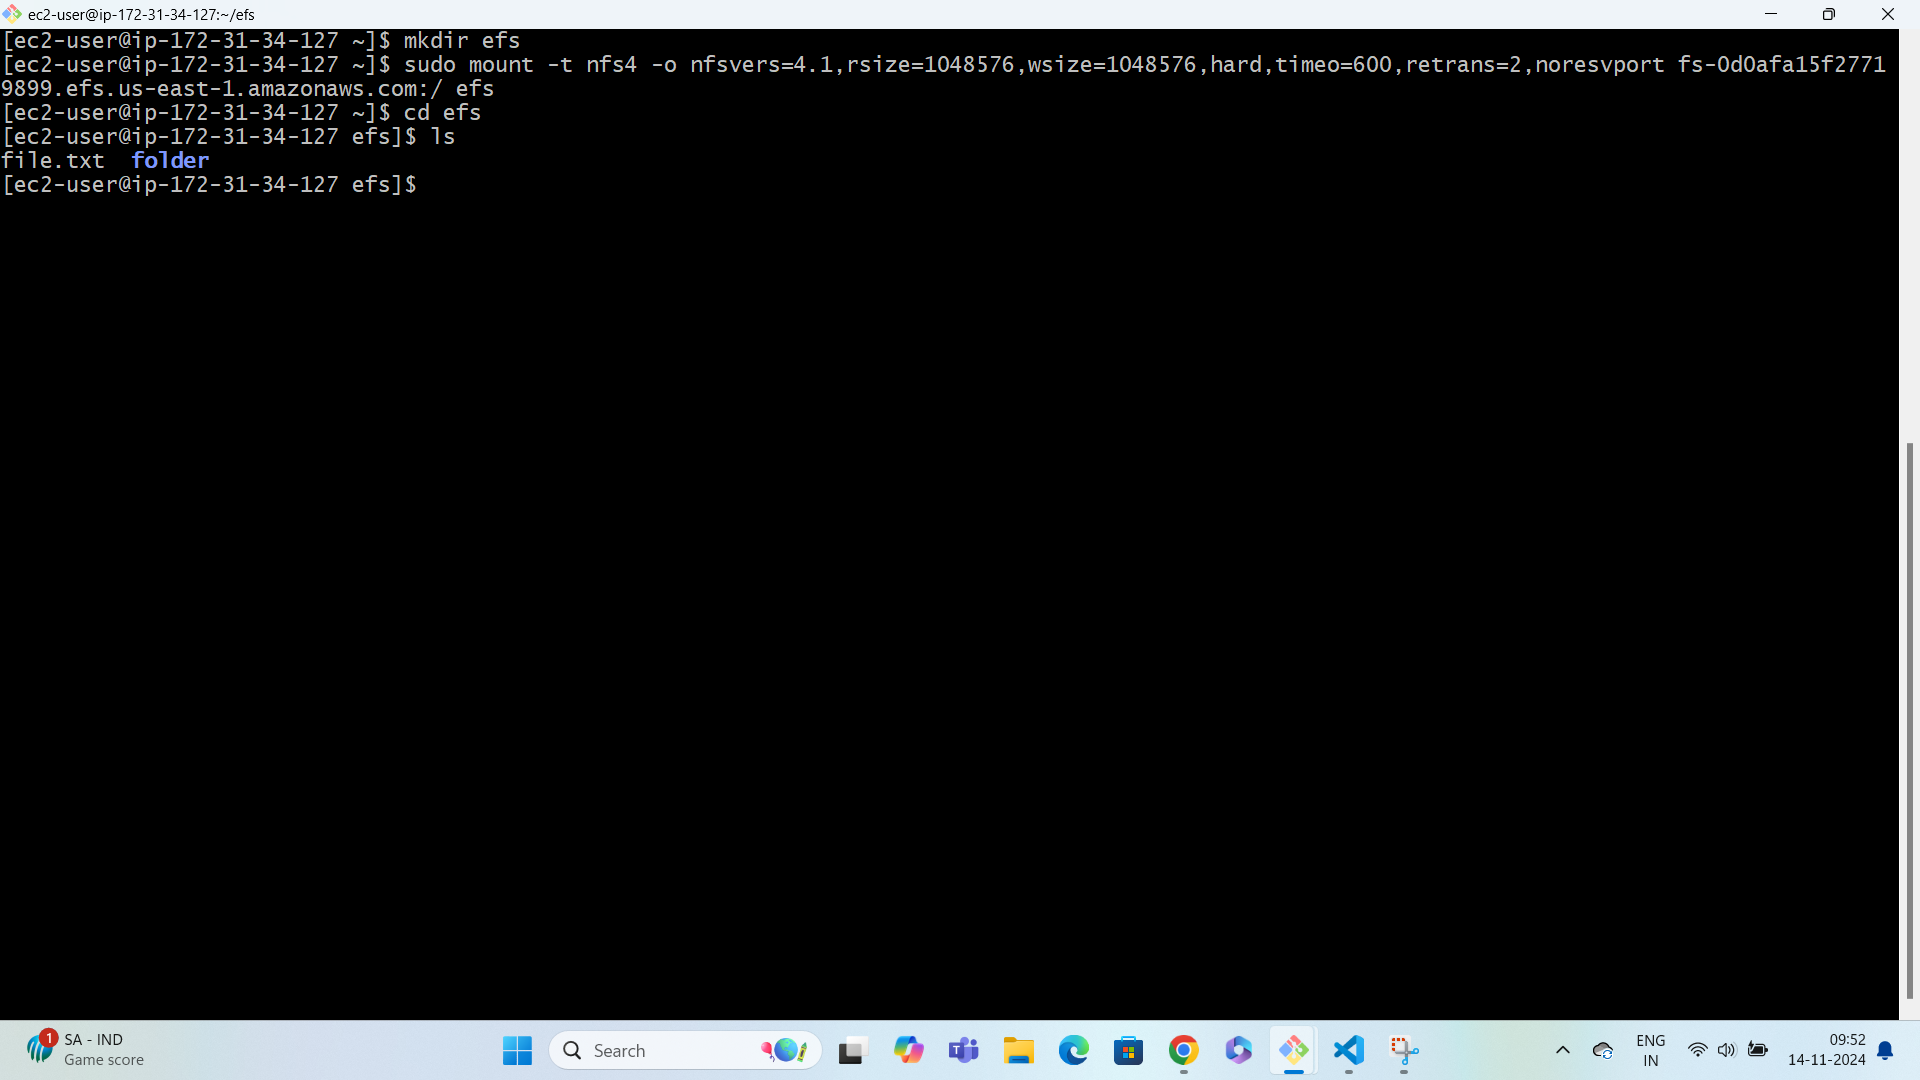 ec2-user@ip-172-31-34-127:~/efs
[ec2-user@ip-172-31-34-127 ~]$ mkdir efs
[ec2-user@ip-172-31-34-127 ~]$ sudo mount -t nfs4 -o nfsvers=4.1,rsize=1048576,wsize=1048576,hard,timeo=600,retrans=2,noresvport fs-0d0afa15f2771
9899.efs.us-east-1.amazonaws.com:/ efs
[ec2-user@ip-172-31-34-127 ~]$ cd efs
[ec2-user@ip-172-31-34-127 efs]$ ls
file.txt  folder
[ec2-user@ip-172-31-34-127 efs]$
1
SA - IND
Game score
Search
T
ENG
IN
09:52
14-11-2024